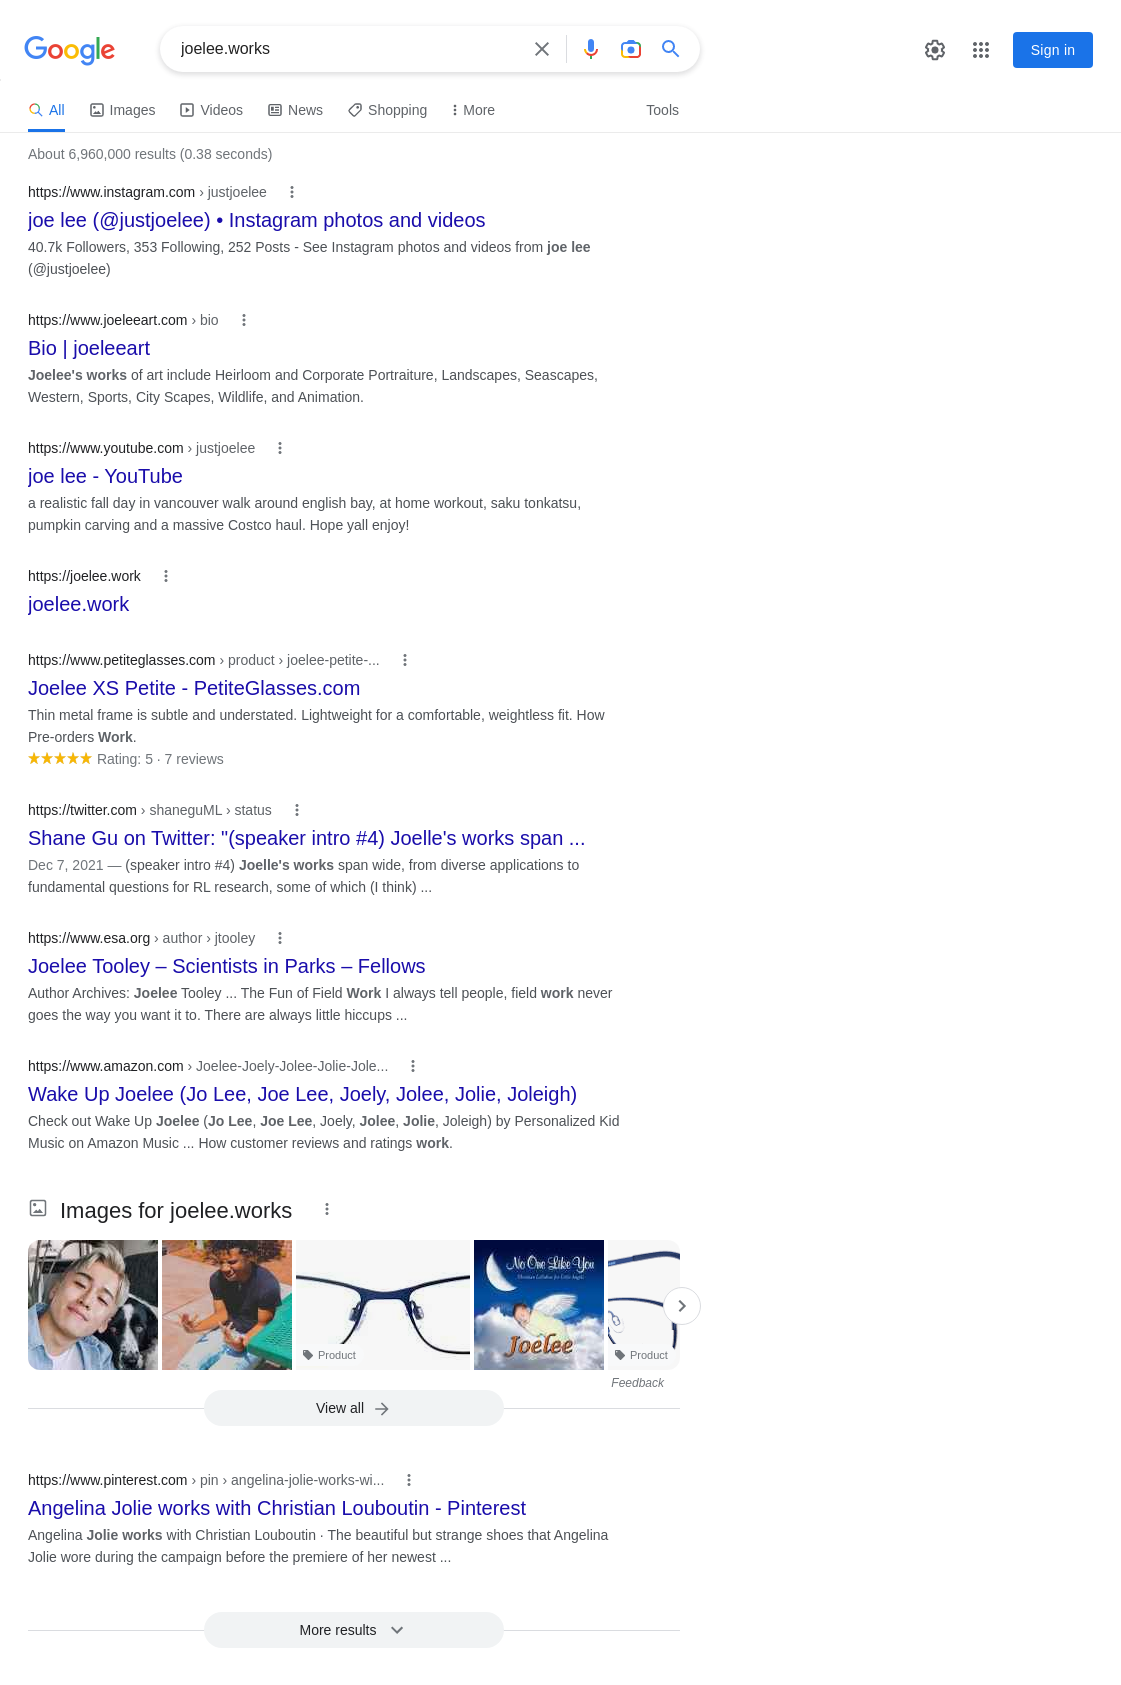 Google
joelee.works
Sign in
All
Images
Videos
News
Shopping
More
Tools
About 6,960,000 results (0.38 seconds)
https://www.instagram.com › justjoelee
joe lee (@justjoelee) • Instagram photos and videos
40.7k Followers, 353 Following, 252 Posts - See Instagram photos and videos from joe lee
(@justjoelee)
https://www.joeleeart.com › bio
Bio | joeleeart
Joelee's works of art include Heirloom and Corporate Portraiture, Landscapes, Seascapes,
Western, Sports, City Scapes, Wildlife, and Animation.
https://www.youtube.com › justjoelee
joe lee - YouTube
a realistic fall day in vancouver walk around english bay, at home workout, saku tonkatsu,
pumpkin carving and a massive Costco haul. Hope yall enjoy!
https://joelee.work
joelee.work
https://www.petiteglasses.com › product › joelee-petite-...
Joelee XS Petite - PetiteGlasses.com
Thin metal frame is subtle and understated. Lightweight for a comfortable, weightless fit. How
Pre-orders Work.
Rating: 5 · 7 reviews
https://twitter.com › shaneguML › status
Shane Gu on Twitter: "(speaker intro #4) Joelle's works span ...
Dec 7, 2021 — (speaker intro #4) Joelle's works span wide, from diverse applications to
fundamental questions for RL research, some of which (I think) ...
https://www.esa.org › author › jtooley
Joelee Tooley – Scientists in Parks – Fellows
Author Archives: Joelee Tooley ... The Fun of Field Work I always tell people, field work never
goes the way you want it to. There are always little hiccups ...
https://www.amazon.com › Joelee-Joely-Jolee-Jolie-Jole...
Wake Up Joelee (Jo Lee, Joe Lee, Joely, Jolee, Jolie, Joleigh)
Check out Wake Up Joelee (Jo Lee, Joe Lee, Joely, Jolee, Jolie, Joleigh) by Personalized Kid
Music on Amazon Music ... How customer reviews and ratings work.
Images for joelee.works
No One Like You
Christian Lullabies for Little Angels
Joelee
Product
Product
Feedback
View all
https://www.pinterest.com › pin › angelina-jolie-works-wi...
Angelina Jolie works with Christian Louboutin - Pinterest
Angelina Jolie works with Christian Louboutin · The beautiful but strange shoes that Angelina
Jolie wore during the campaign before the premiere of her newest ...
More results